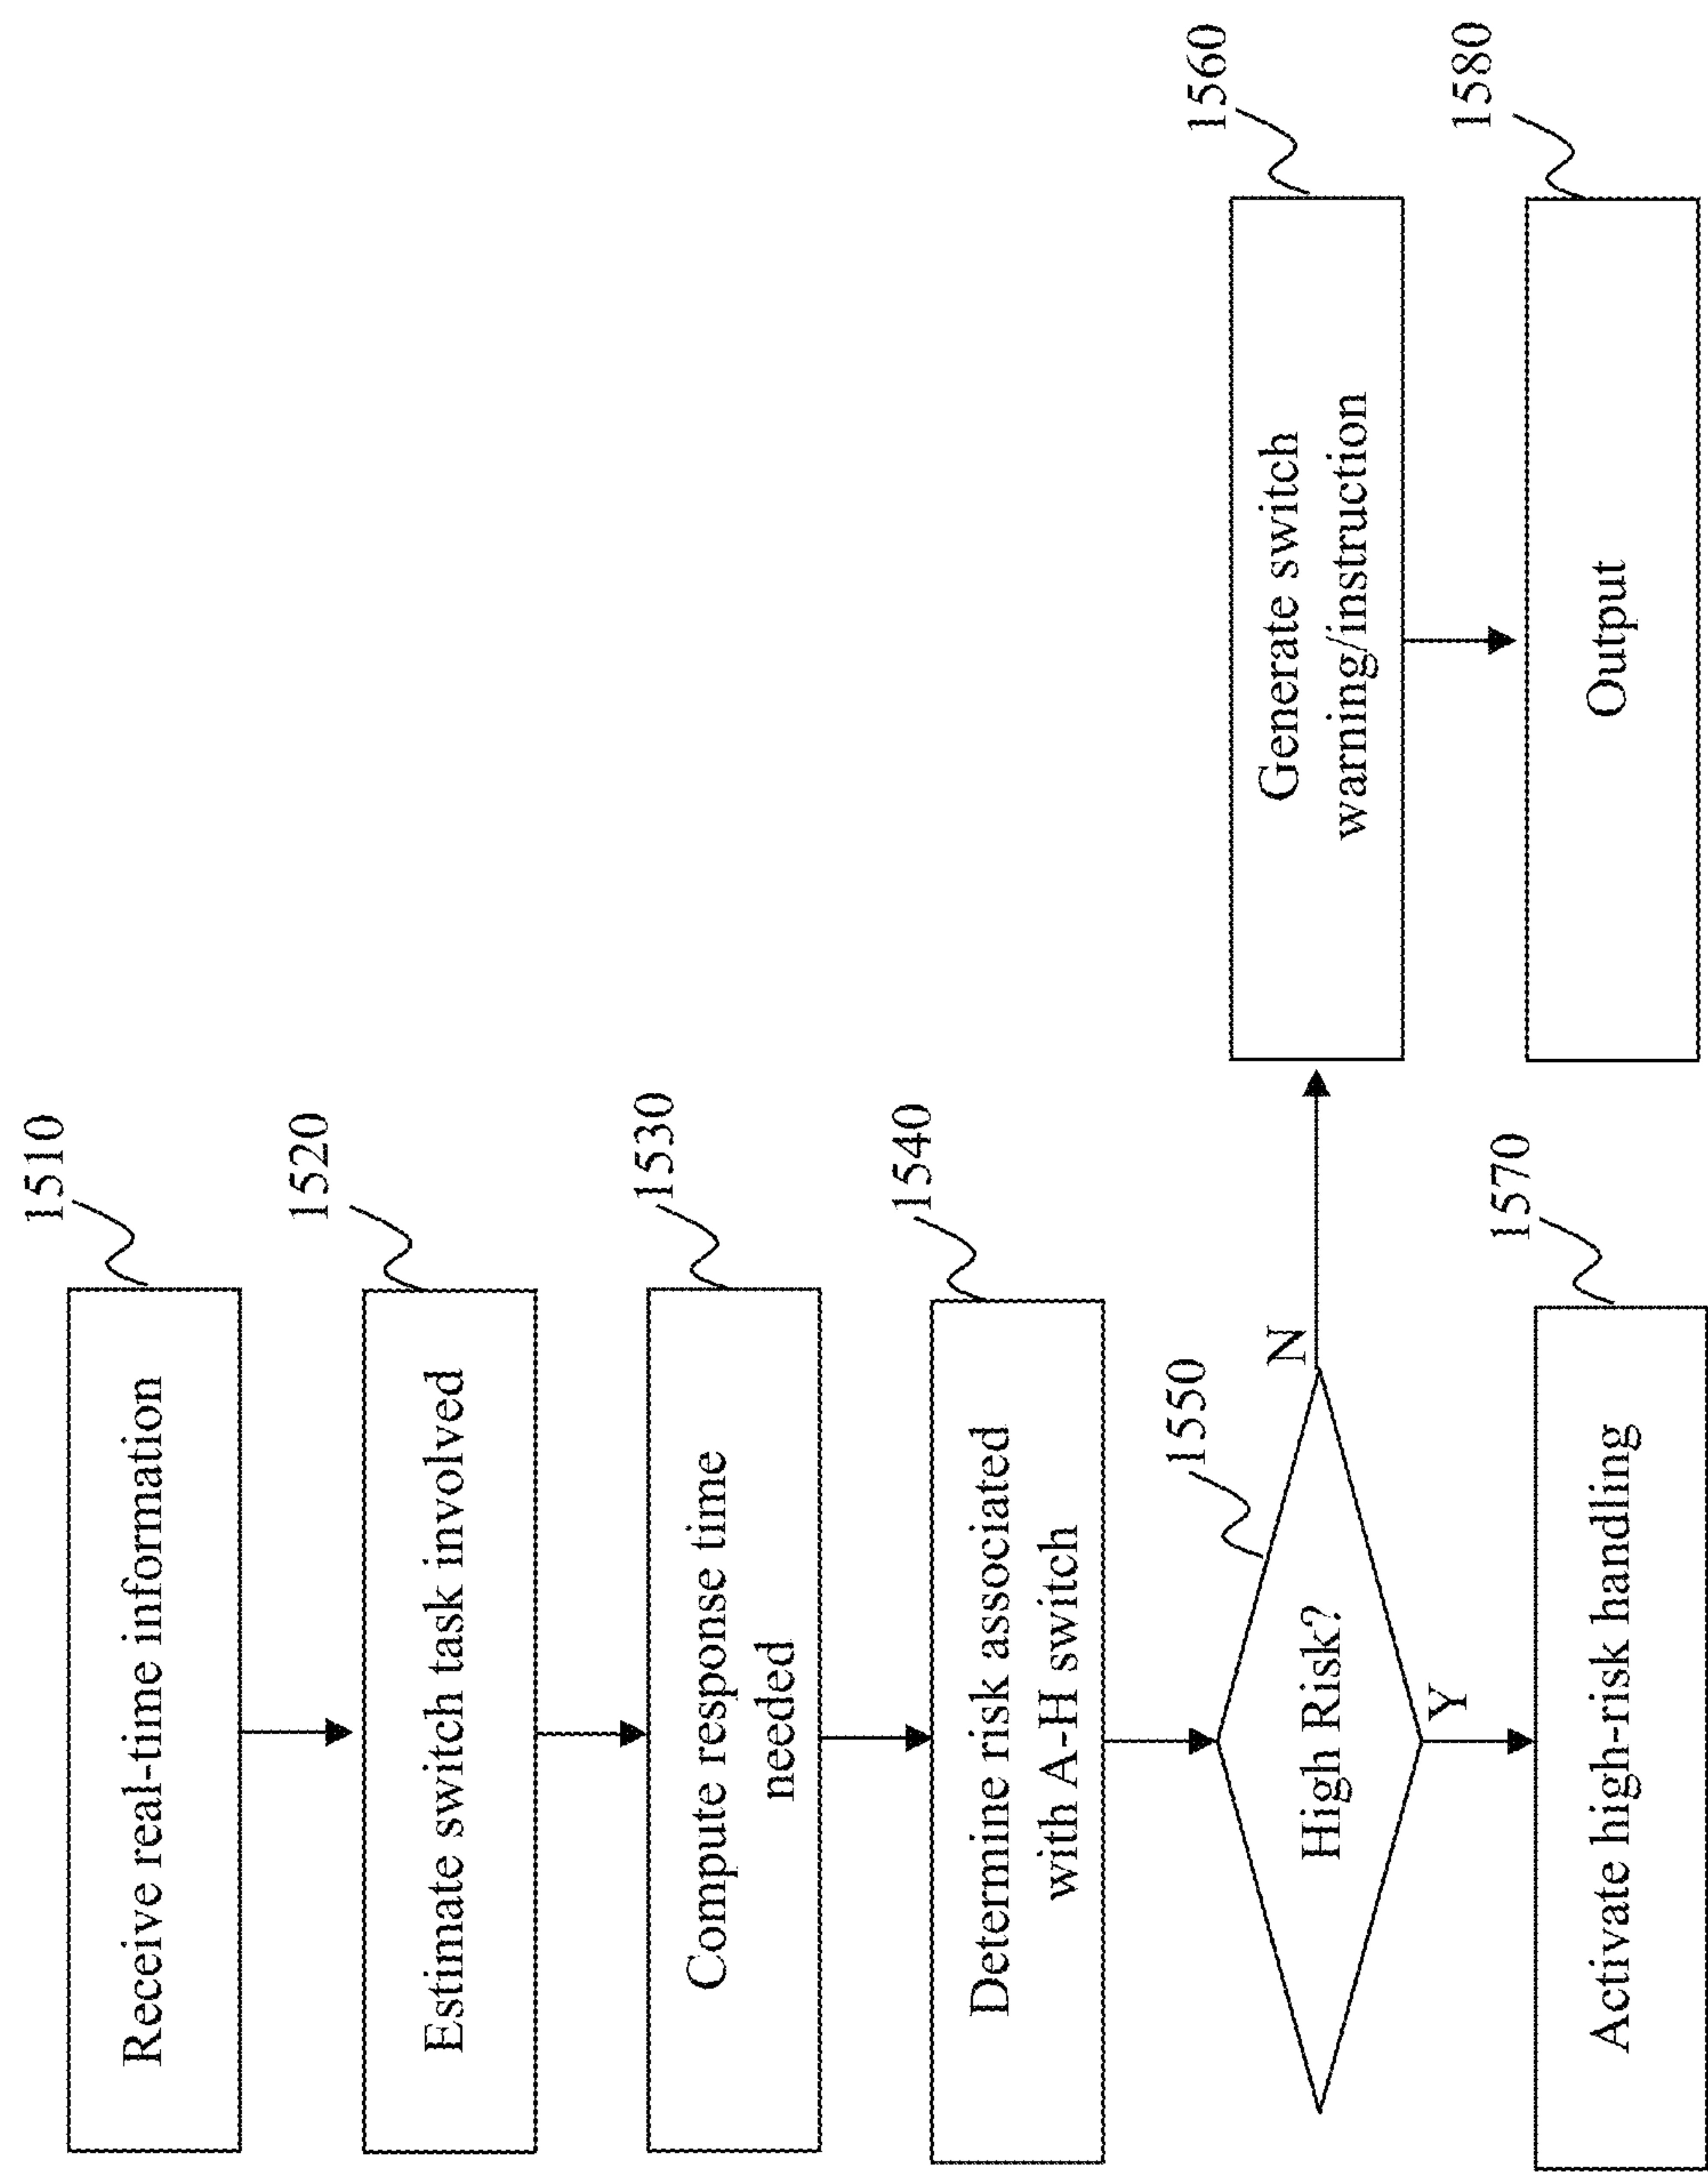 1510
Receive real-time information
1520
Estimate switch task involved
1530
Compute response time
needed
1540
Determine risk associated
with A-H switch
1550
High Risk?
N
Y
1560
Generate switch
warning/instruction
1570
Activate high-risk handling
1580
Output